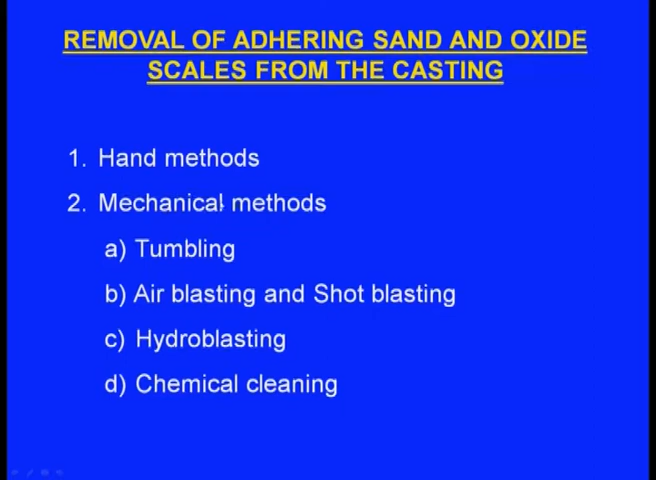 REMOVAL OF ADHERING SAND AND OXIDE
SCALES FROM THE CASTING
1. Hand methods
2. Mechanical methods
a) Tumbling
b) Air blasting and Shot blasting
c) Hydroblasting
d) Chemical cleaning